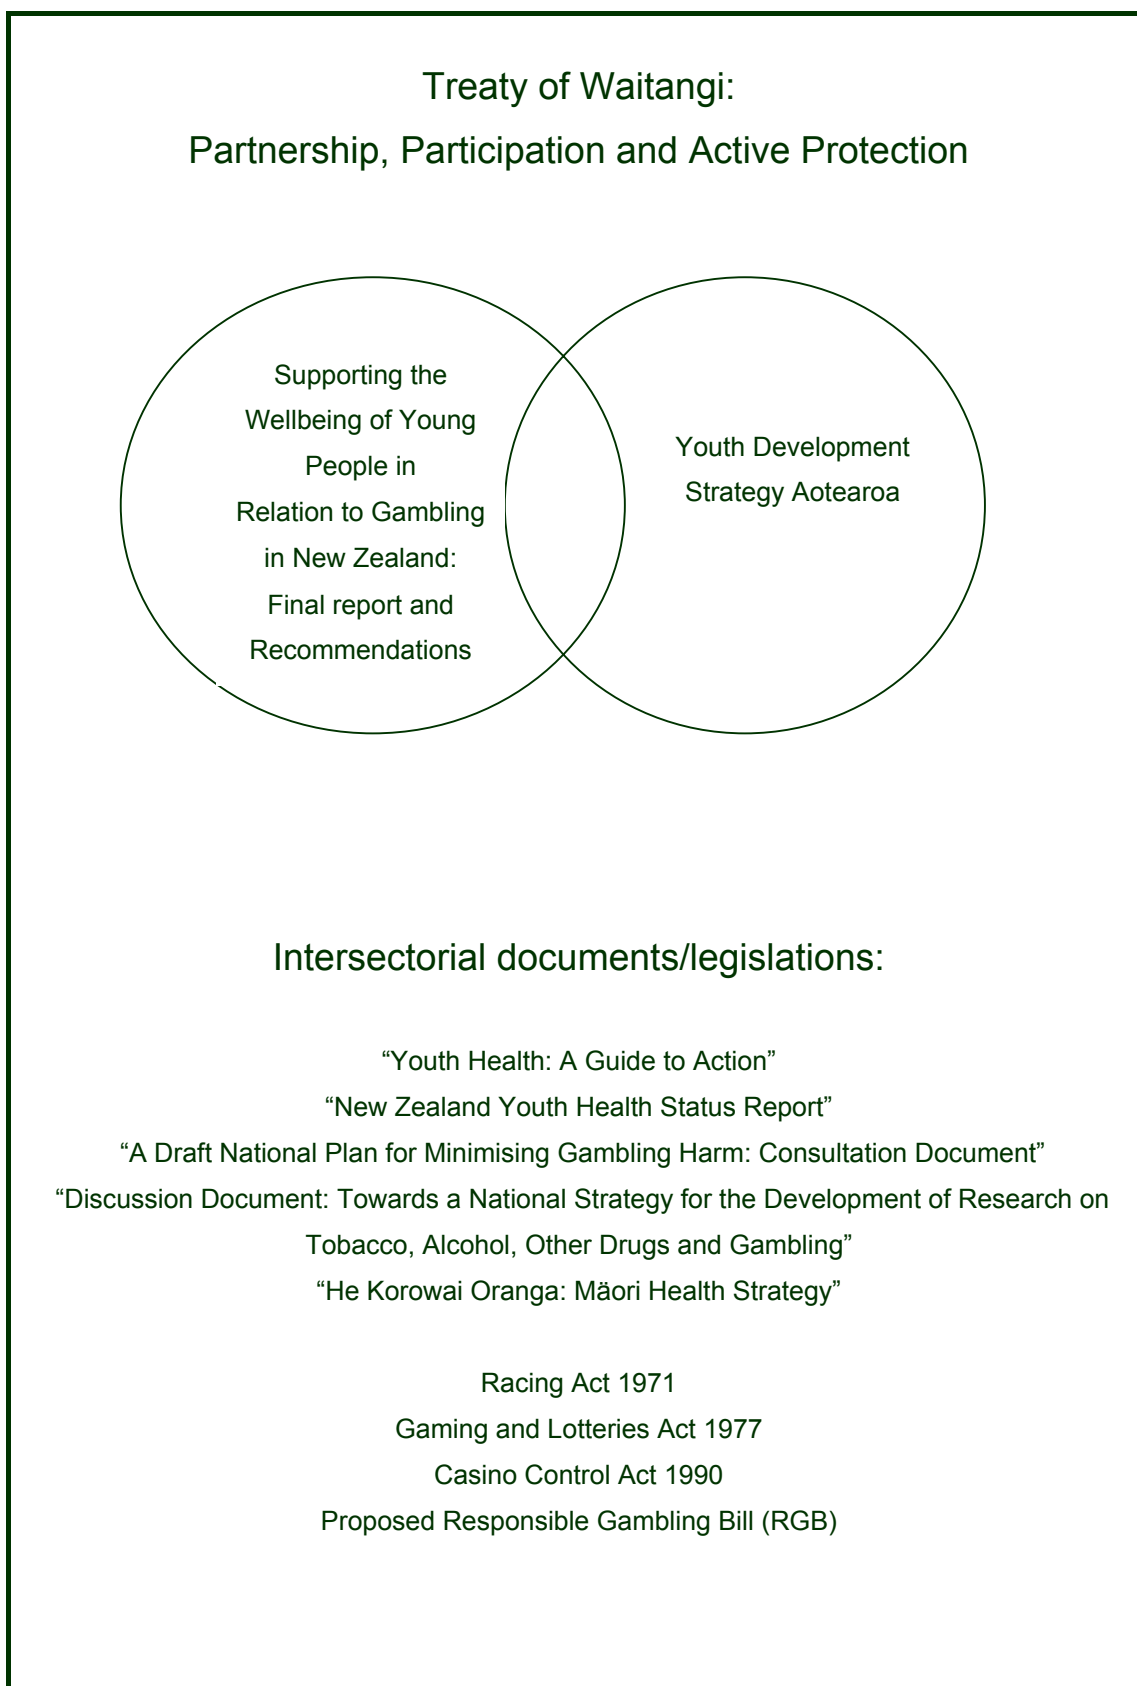 Treaty of Waitangi:
Partnership, Participation and Active Protection
Supporting the
Wellbeing of Young
People in
Relation to Gambling
in New Zealand:
Final report and
Recommendations
Youth Development
Strategy Aotearoa
Intersectorial documents/legislations:
“Youth Health: A Guide to Action”
“New Zealand Youth Health Status Report”
“A Draft National Plan for Minimising Gambling Harm: Consultation Document”
“Discussion Document: Towards a National Strategy for the Development of Research on
Tobacco, Alcohol, Other Drugs and Gambling”
“He Korowai Oranga: Mäori Health Strategy”
Racing Act 1971
Gaming and Lotteries Act 1977
Casino Control Act 1990
Proposed Responsible Gambling Bill (RGB)